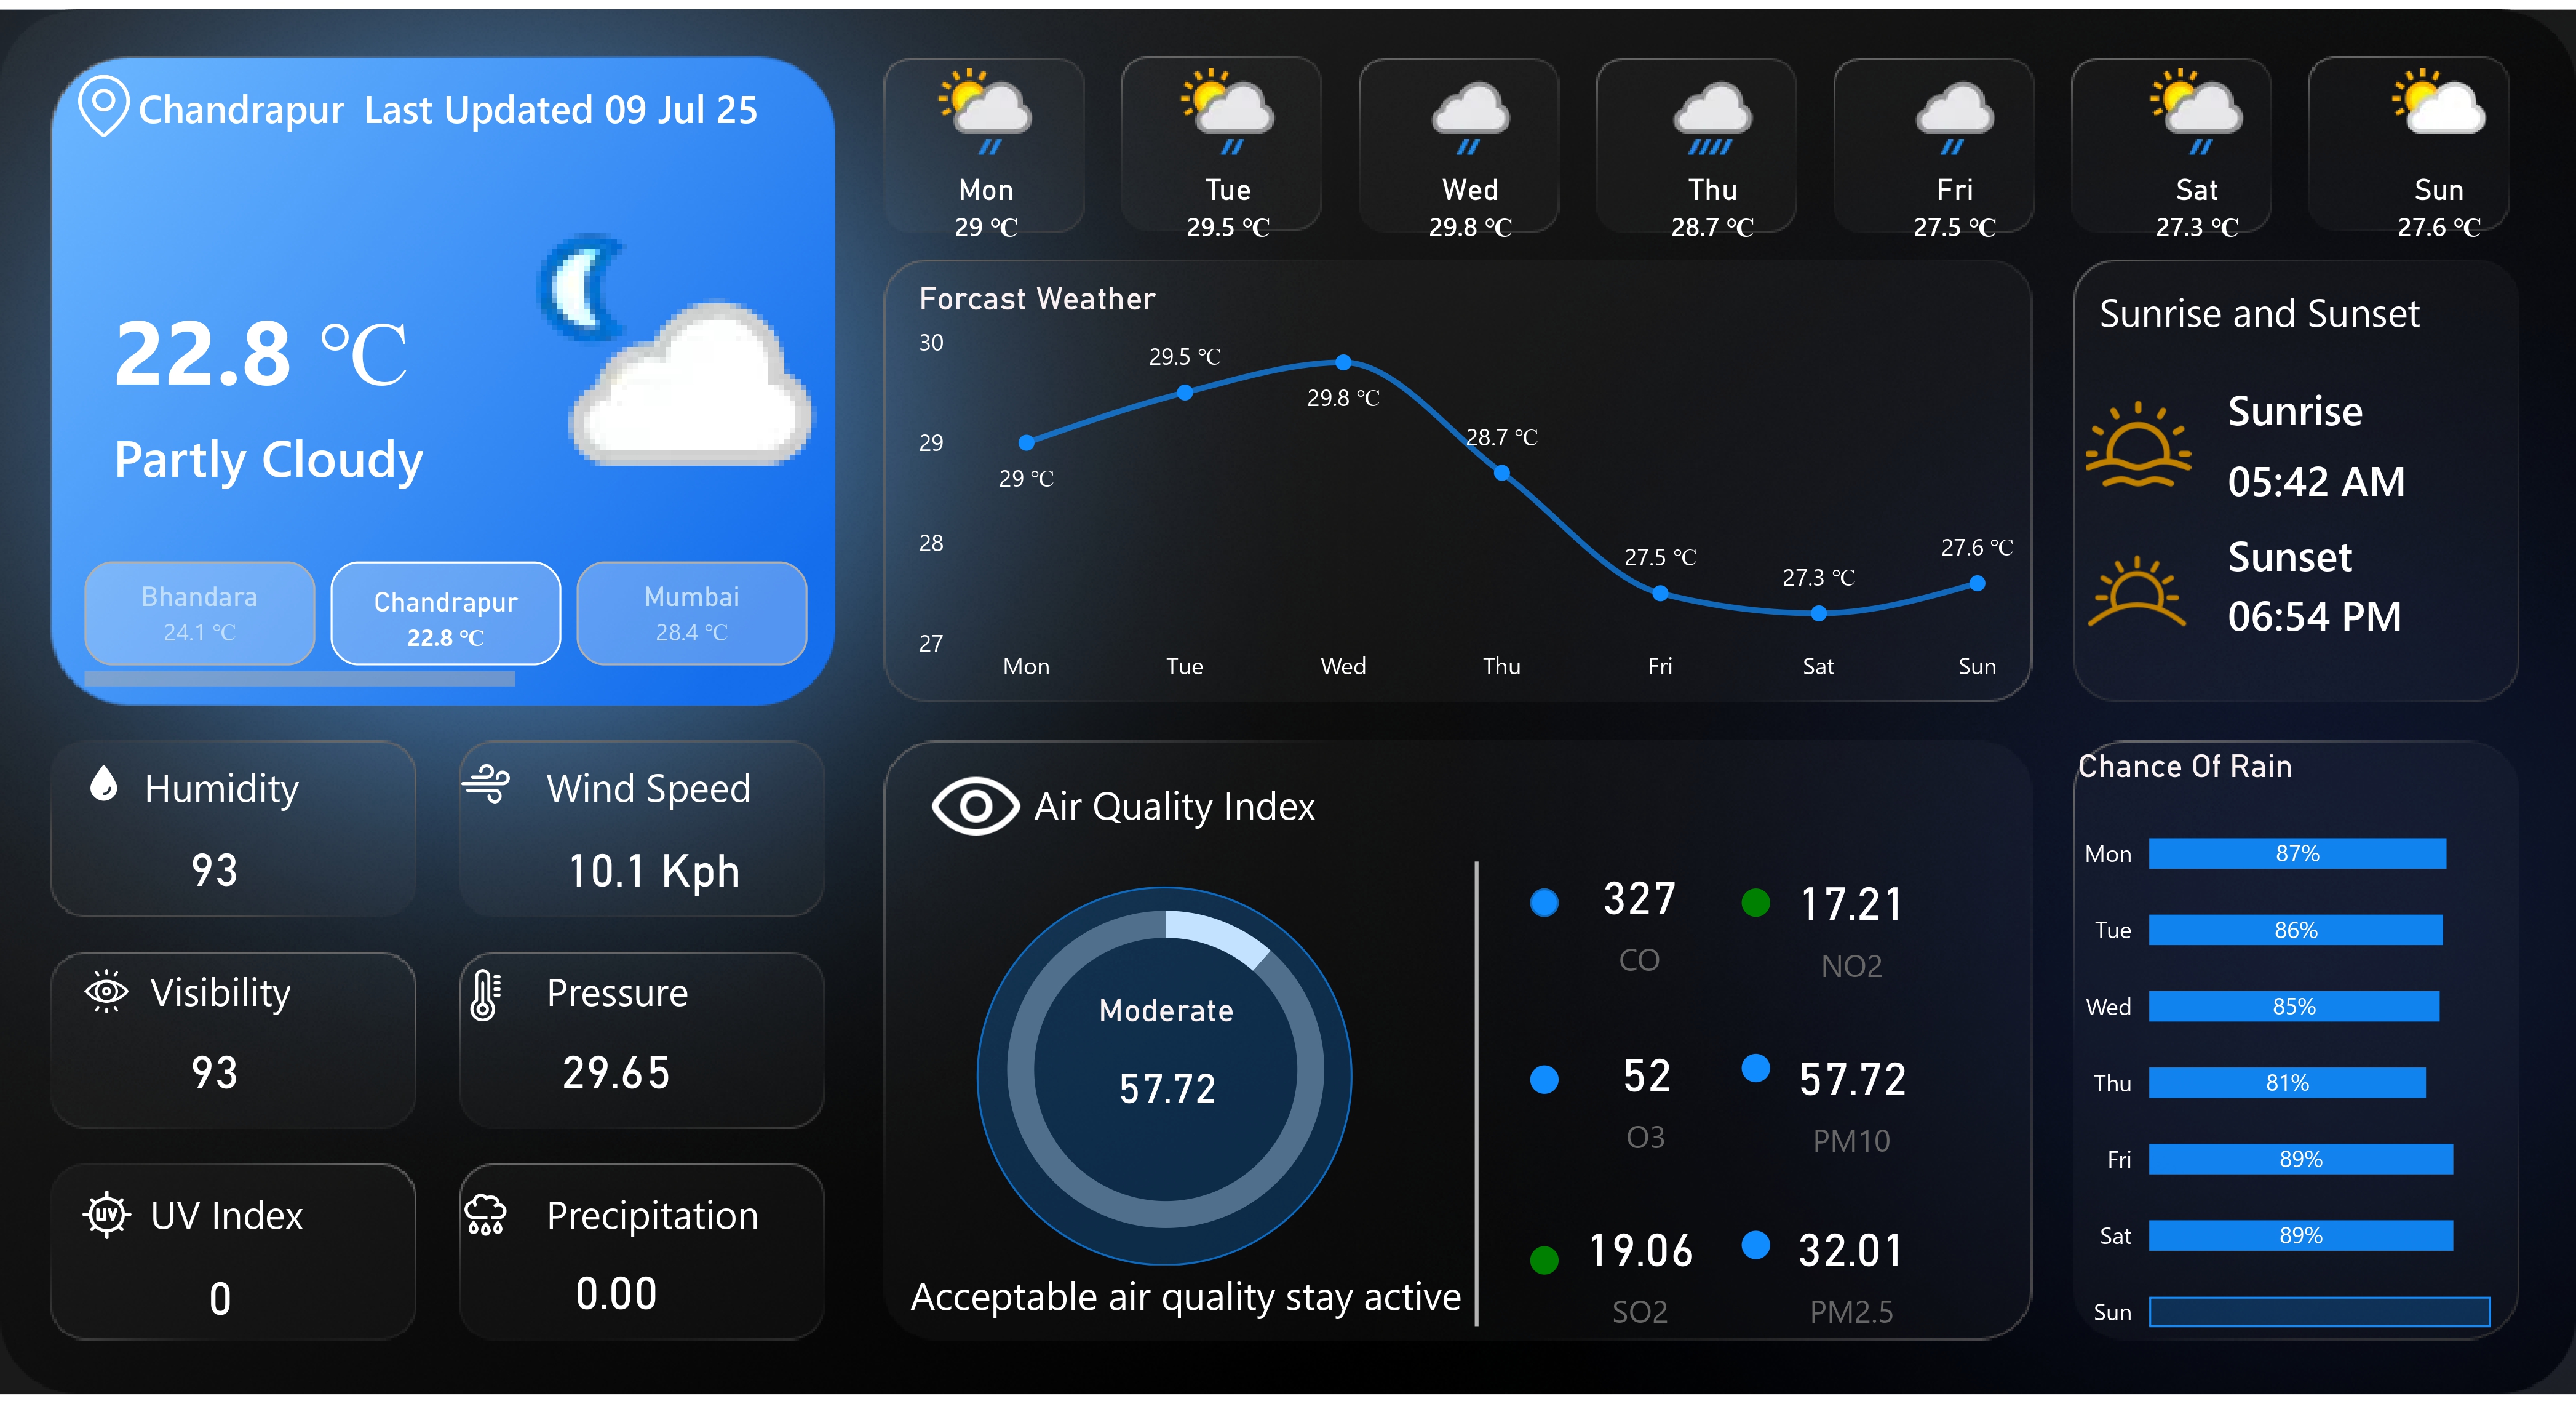 Chandrapur Last Updated 09 Jul 25
22.8 °C
Partly Cloudy
Bhandara
24.1 °C
Chandrapur
22.8 °C
Mumbai
28.4 °C
Mon
29 °C
Tue
29.5 °C
Wed
29.8 °C
Thu
28.7 °C
Fri
27.5 °C
Sat
27.3 °C
Sun
27.6 °C
Forcast Weather
30
29
28
27
29 °C
29.5 °C
29.8 °C
28.7 °C
27.5 °C
27.3 °C
27.6 °C
Mon Tue Wed Thu Fri Sat Sun
Sunrise and Sunset
Sunrise
05:42 AM
Sunset
06:54 PM
Humidity
93
Wind Speed
10.1 Kph
Visibility
93
Pressure
29.65
UV
UV Index
0
Precipitation
0.00
Air Quality Index
Moderate
57.72
Acceptable air quality stay active
327
CO
17.21
NO2
52
O3
57.72
PM10
19.06
SO2
32.01
PM2.5
Chance Of Rain
Mon 87%
Tue 86%
Wed 85%
Thu 81%
Fri 89%
Sat 89%
Sun